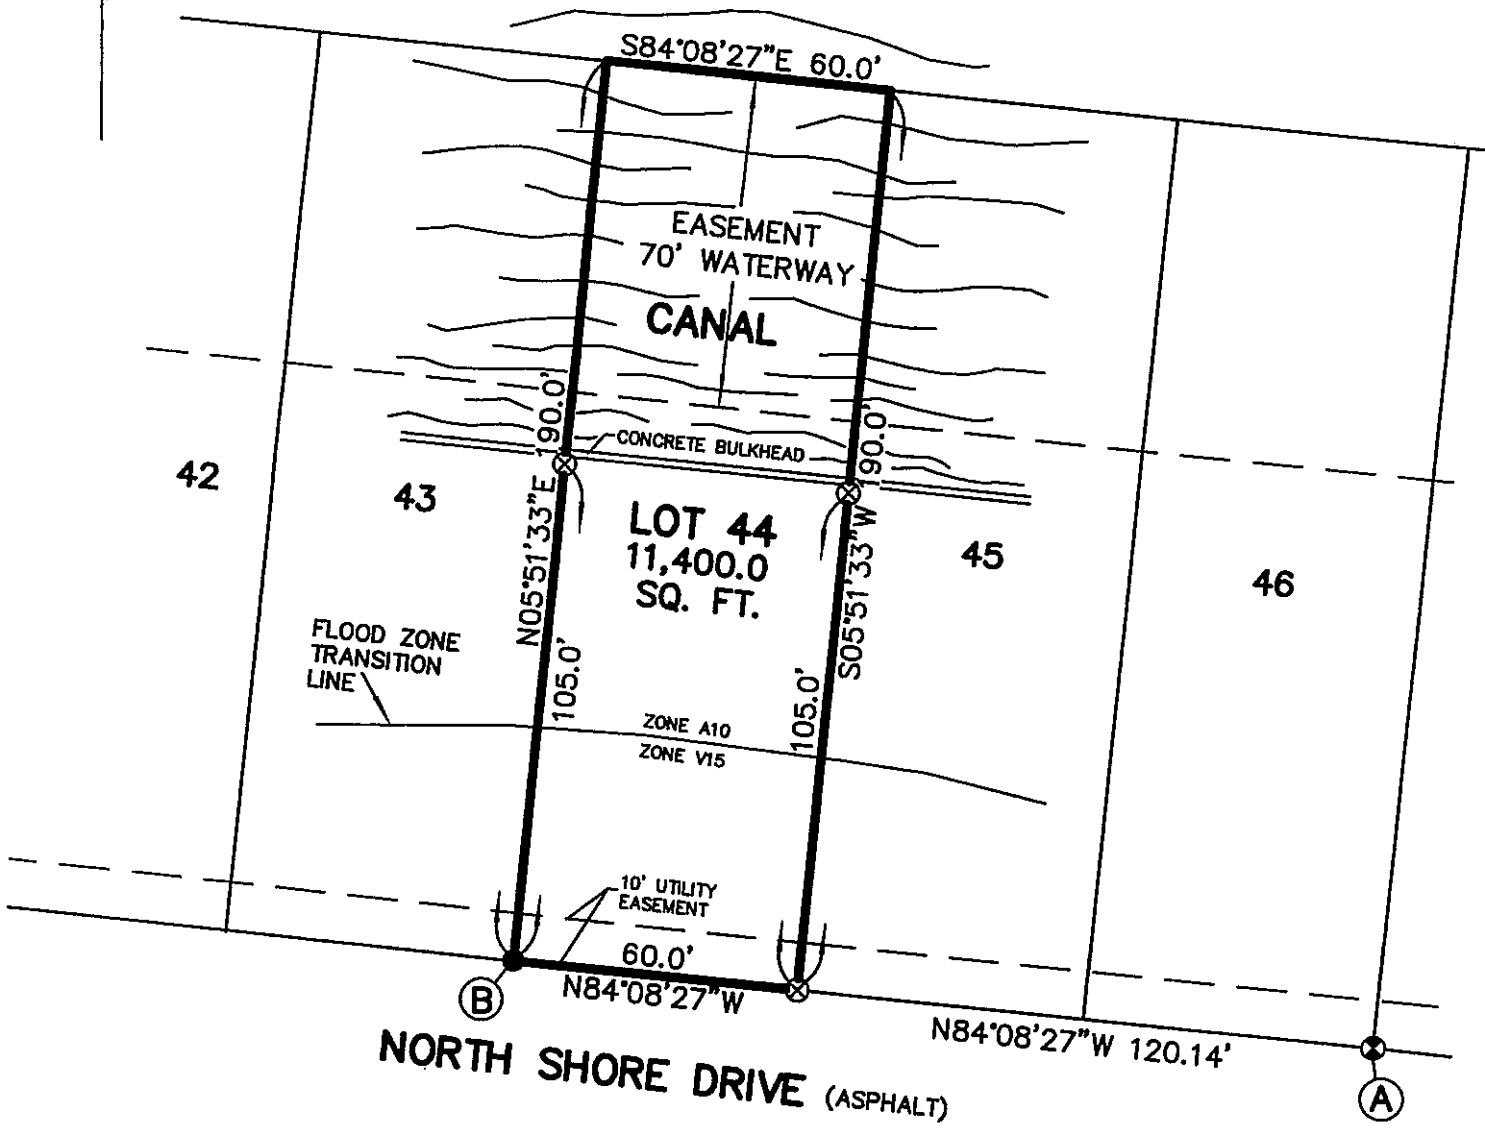 S84°08'27"E 60.0'
EASEMENT
70' WATERWAY
CANAL
190.0'
190.0'
CONCRETE BULKHEAD
42
43
LOT 44
11,400.0
SQ. FT.
45
46
N05°51'33"E
S05°51'33"W
FLOOD ZONE
TRANSITION
LINE
105.0'
105.0'
ZONE A10
ZONE V15
10' UTILITY
EASEMENT
60.0'
N84°08'27"W
B
N84°08'27"W 120.14'
NORTH SHORE DRIVE (ASPHALT)
A